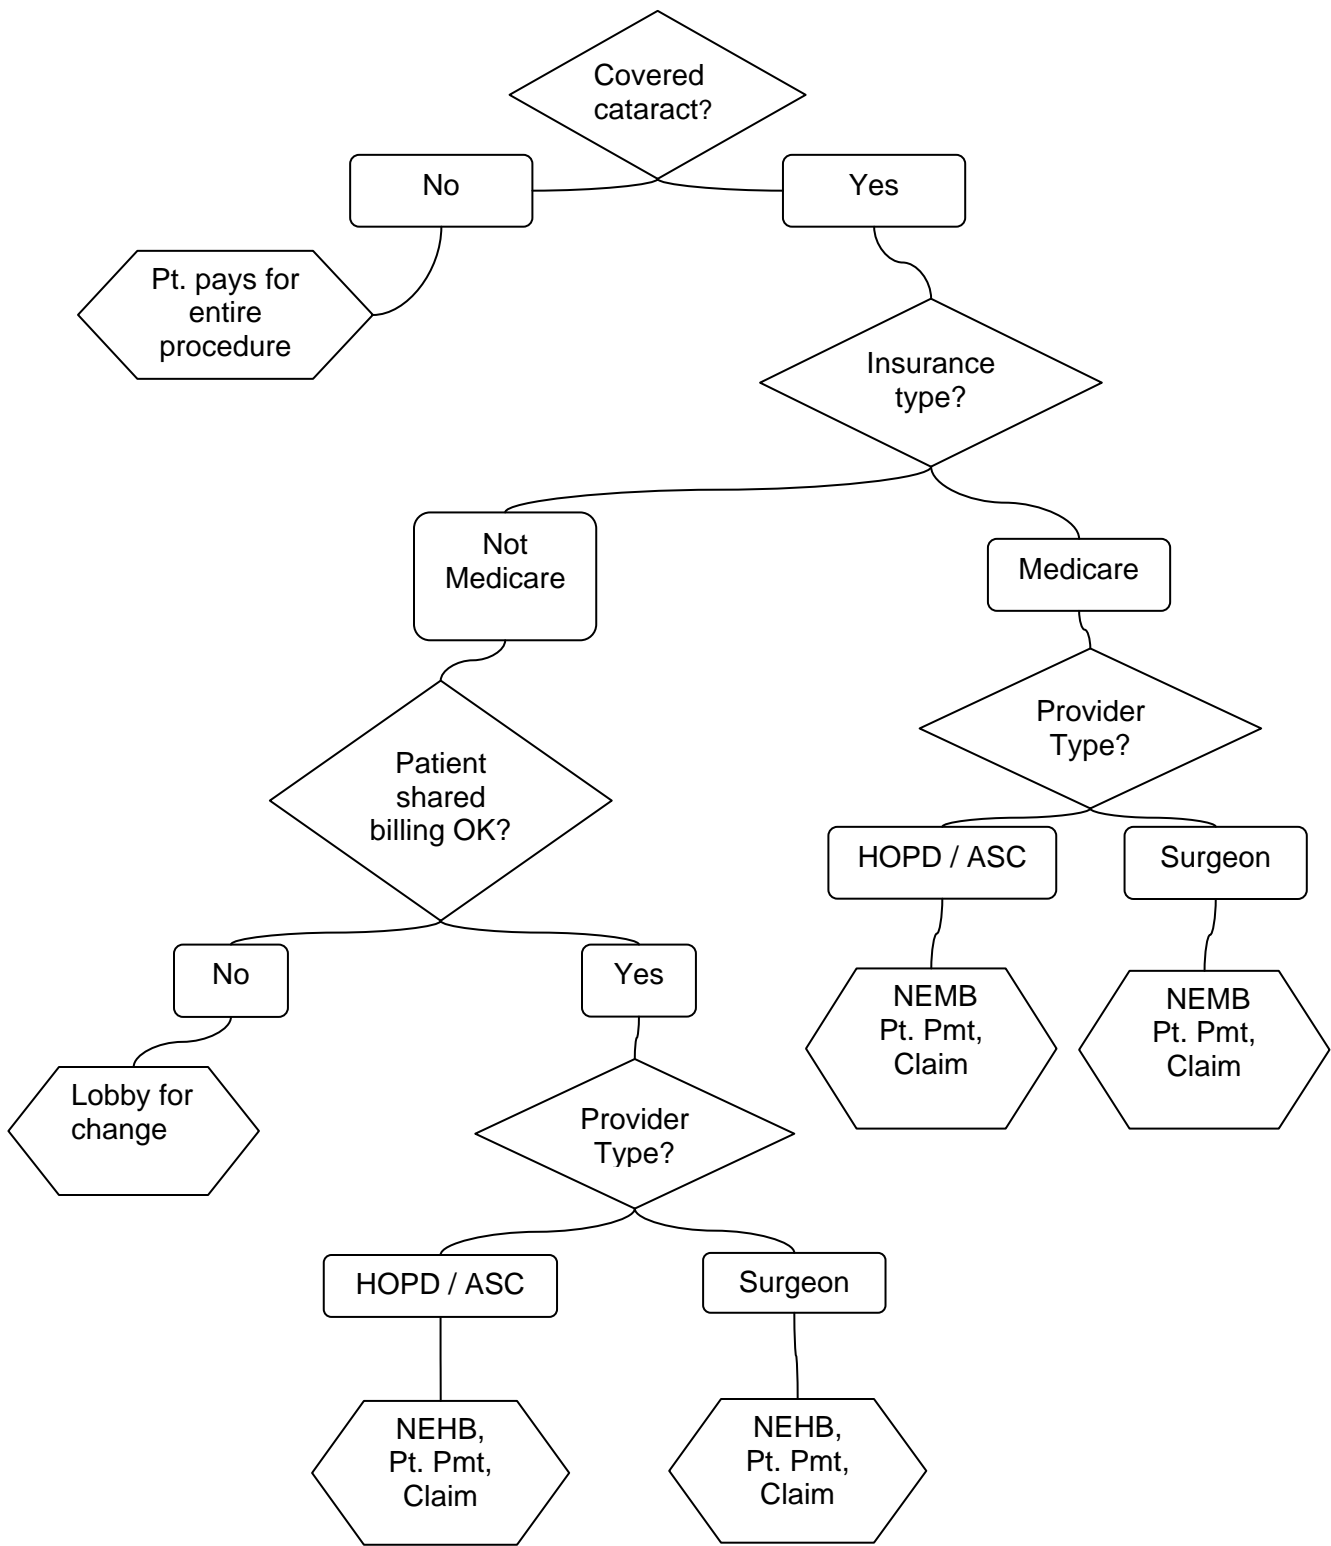 Covered
cataract?
No
Yes
Pt. pays for
entire
procedure
Insurance
type?
Not
Medicare
Medicare
Patient
shared
billing OK?
Provider
Type?
HOPD / ASC
Surgeon
No
Yes
NEMB
Pt. Pmt,
Claim
NEMB
Pt. Pmt,
Claim
Lobby for
change
Provider
Type?
HOPD / ASC
Surgeon
NEHB,
Pt. Pmt,
Claim
NEHB,
Pt. Pmt,
Claim